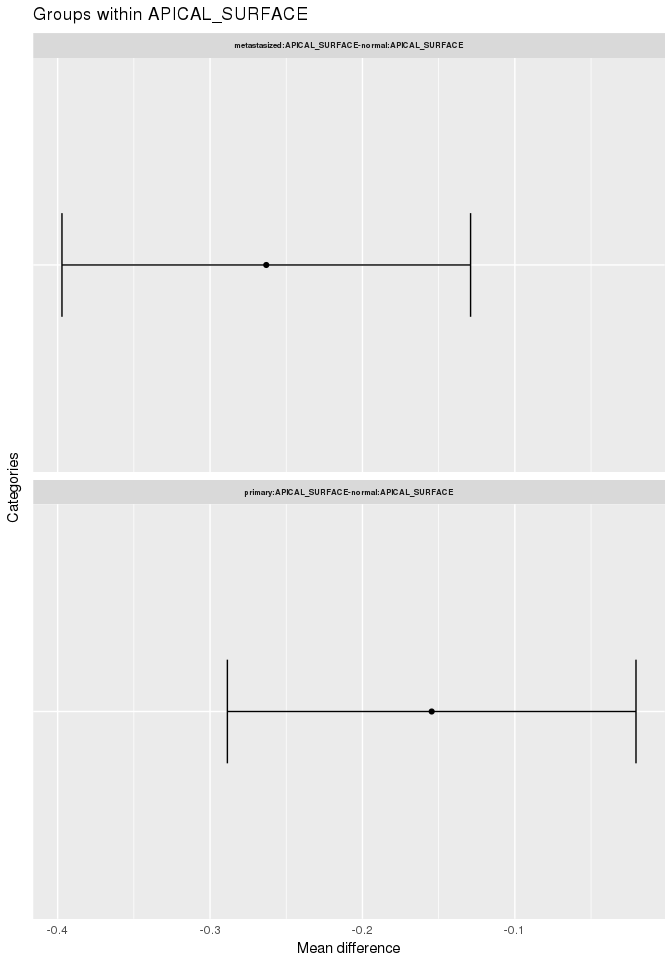 Groups within APICAL_SURFACE
metastasized:APICAL_SURFACE-normal:APICAL_SURFACE
Categories
primary:APICAL_SURFACE-normal:APICAL_SURFACE
-0.4 -0.3 -0.2 -0.1
Mean difference